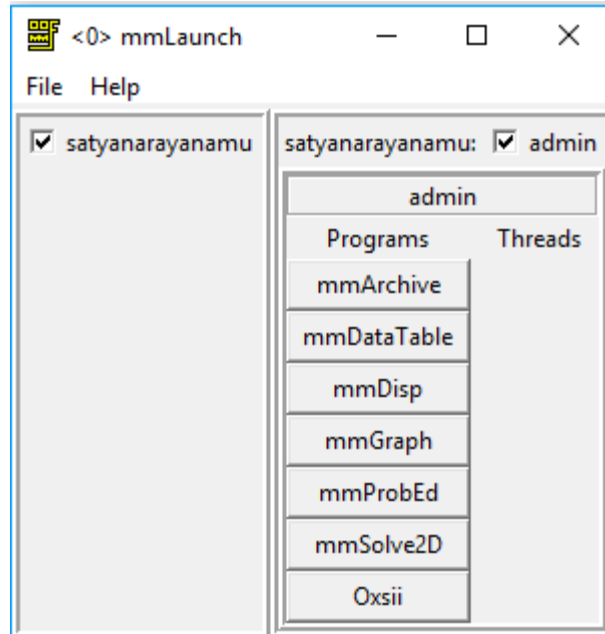 <0> mmLaunch
File Help
satyanarayanamu
satyanarayanamu: admin
admin
Programs Threads
mmArchive
mmDataTable
mmDisp
mmGraph
mmProbEd
mmSolve2D
Oxsii